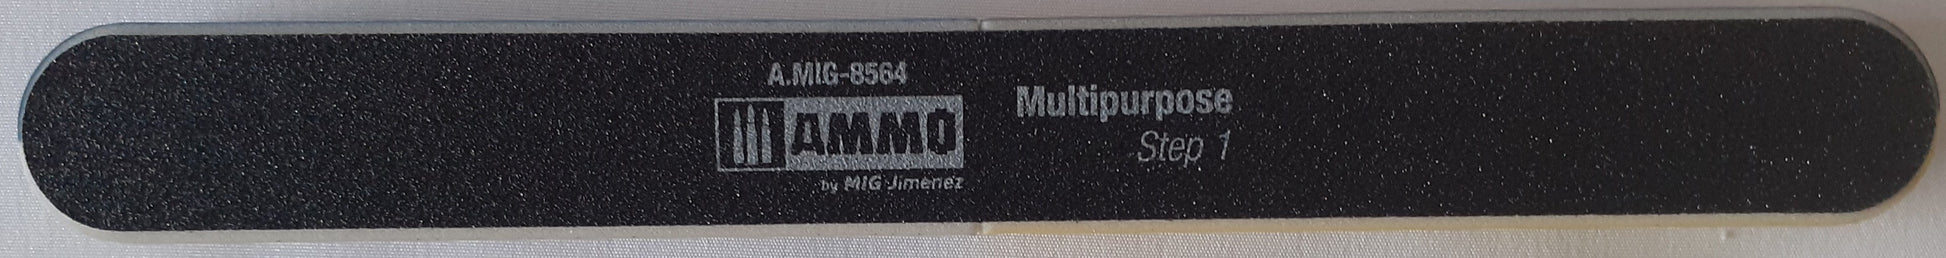 A.MIG-8564
AMMO
by MIG Jimenez
Multipurpose
Step 1